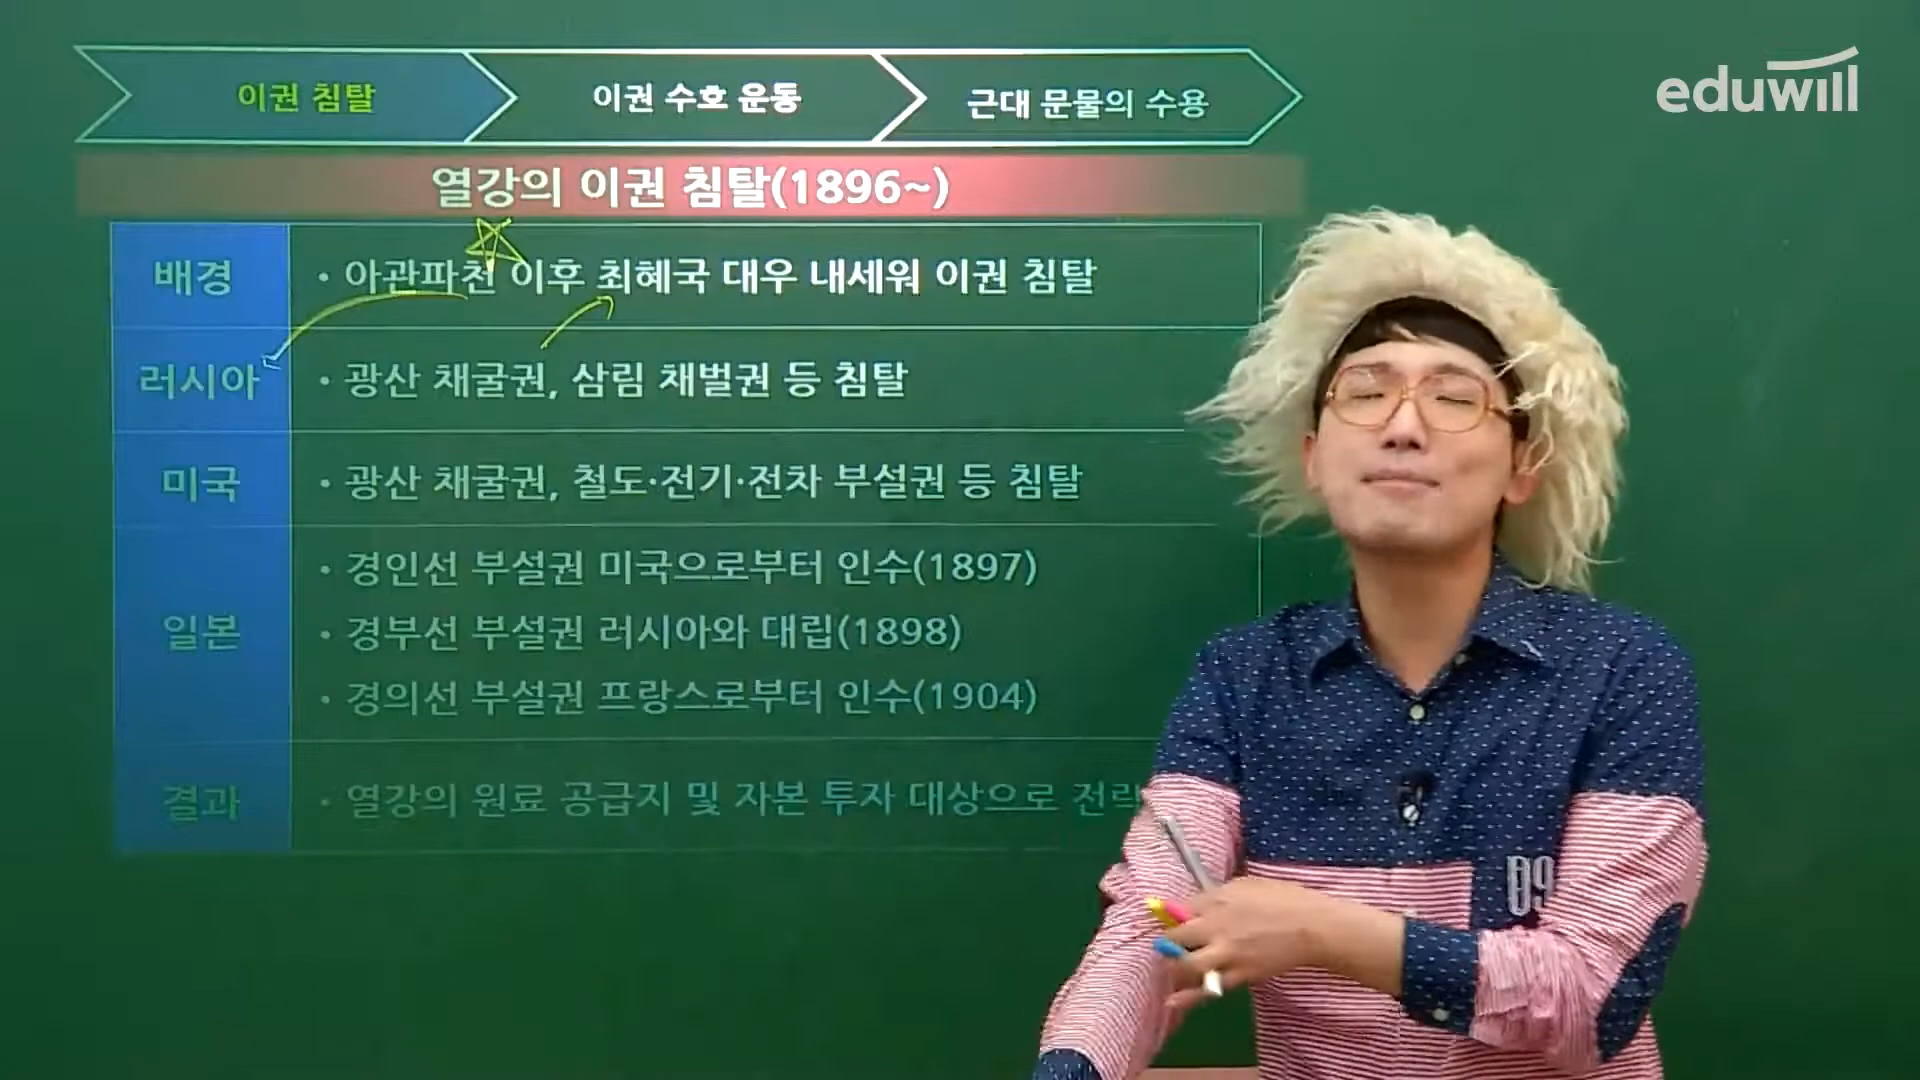 이권 침탈
이권 수호 운동
근대 문물의 수용
eduwill
열강의 이권 침탈(1896~)
배경
• 아관파천 이후 최혜국 대우 내세워 이권 침탈
러시아
• 광산 채굴권, 삼림 채벌권 등 침탈
미국
• 광산 채굴권, 철도·전기·전차 부설권 등 침탈
일본
• 경인선 부설권 미국으로부터 인수(1897)
• 경부선 부설권 러시아와 대립(1898)
• 경의선 부설권 프랑스로부터 인수(1904)
결과
• 열강의 원료 공급지 및 자본 투자 대상으로 전락
09